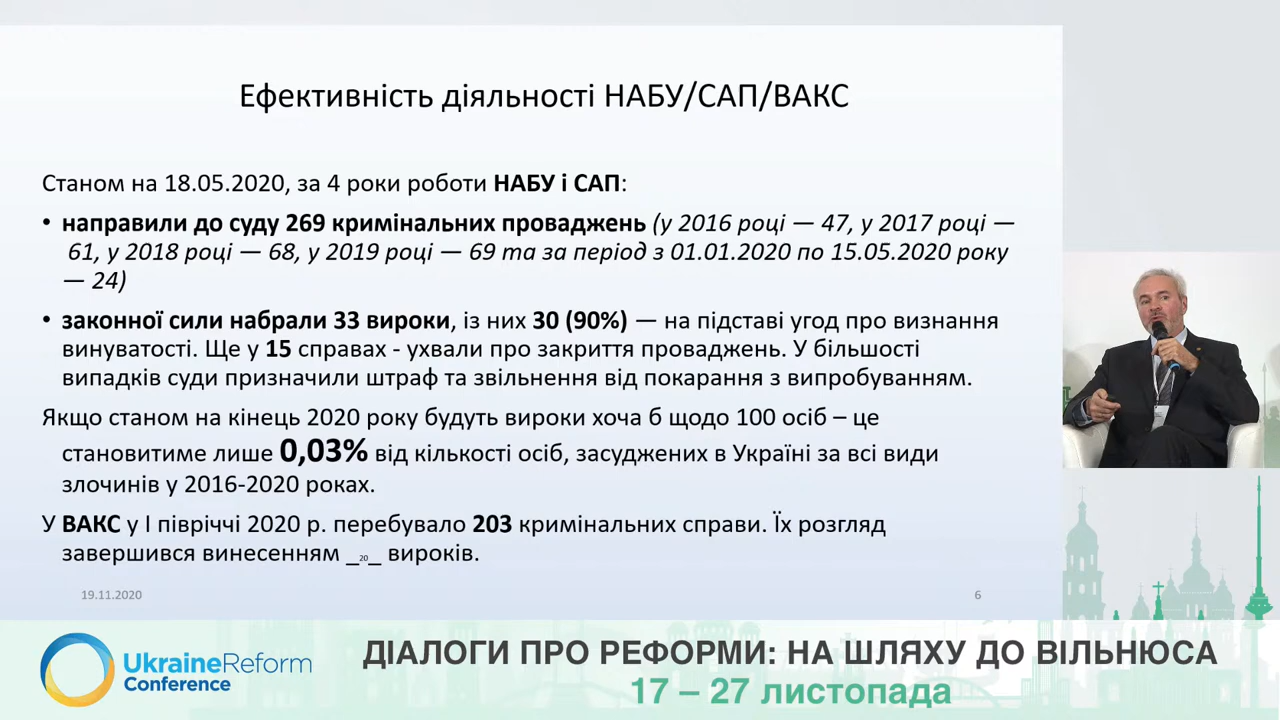 Ефективність діяльності НАБУ/САП/ВАКС
Станом на 18.05.2020, за 4 роки роботи НАБУ і САП:
• направили до суду 269 кримінальних проваджень (у 2016 році — 47, у 2017 році —
61, у 2018 році — 68, у 2019 році — 69 та за період з 01.01.2020 по 15.05.2020 року
— 24)
• законної сили набрали 33 вироки, із них 30 (90%) — на підставі угод про визнання
винуватості. Ще у 15 справах - ухвали про закриття проваджень. У більшості
випадків суди призначили штраф та звільнення від покарання з випробуванням.
Якщо станом на кінець 2020 року будуть вироки хоча б щодо 100 осіб – це
становитиме лише 0,03% від кількості осіб, засуджених в Україні за всі види
злочинів у 2016-2020 роках.
У ВАКС у І півріччі 2020 р. перебувало 203 кримінальних справи. Їх розгляд
завершився винесенням _20_ вироків.
19.11.2020
6
UkraineReform
Conference
ДІАЛОГИ ПРО РЕФОРМИ: НА ШЛЯХУ ДО ВІЛЬНЮСА
17 – 27 листопада